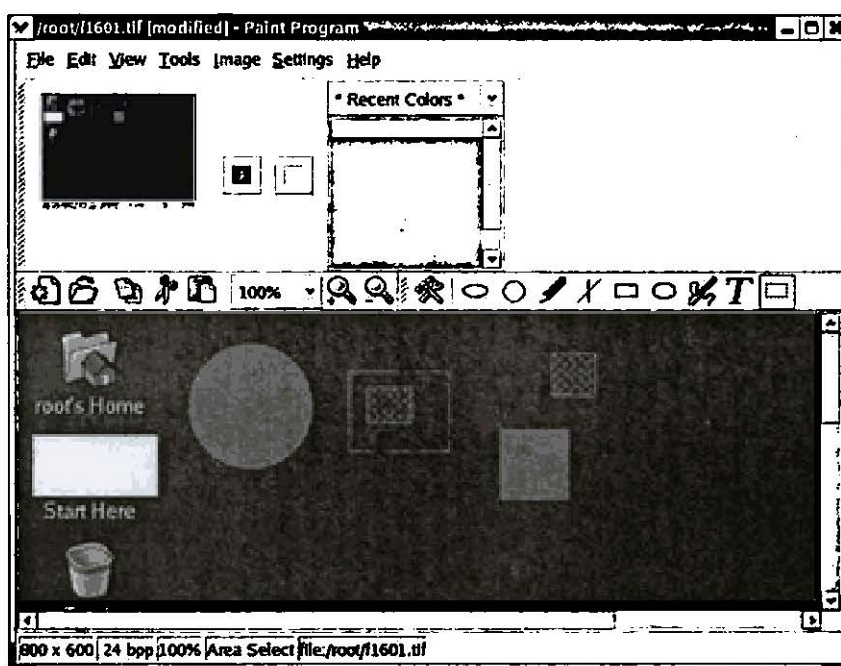 /root/f1601.tif [modified] - Paint Program
File Edit View Tools Image Settings Help
* Recent Colors *
100%
T
root's Home
Start Here
800 x 600 24 bpp 100% Area Select file:/root/f1601.tif